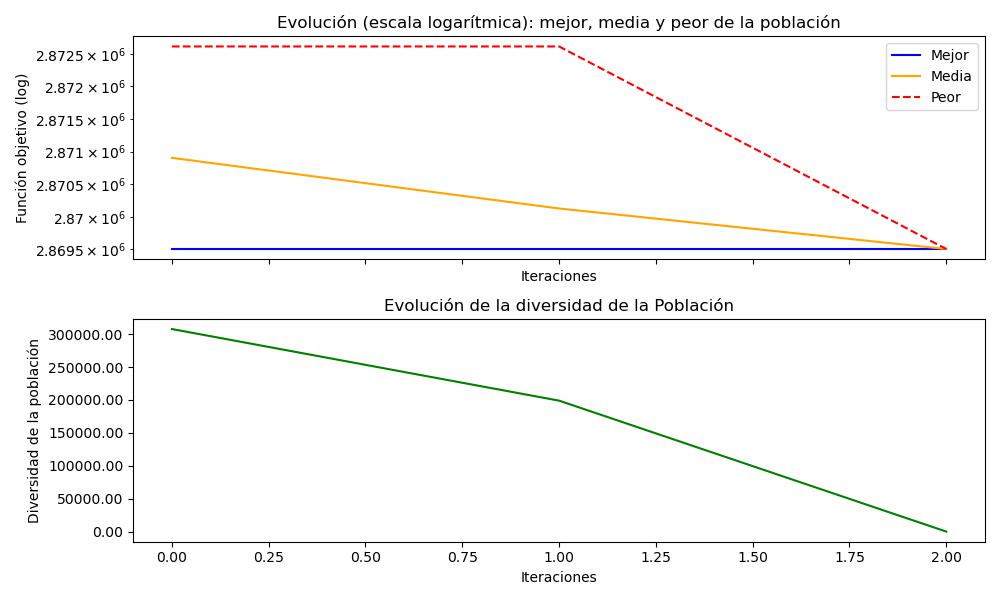 Evolución (escala logarítmica): mejor, media y peor de la población
Función objetivo (log)
2.8725 × 10⁶
2.872 × 10⁶
2.8715 × 10⁶
2.871 × 10⁶
2.8705 × 10⁶
2.87 × 10⁶
2.8695 × 10⁶
Mejor
Media
Peor
Iteraciones
Evolución de la diversidad de la Población
Diversidad de la población
300000.00
250000.00
200000.00
150000.00
100000.00
50000.00
0.00
0.00 0.25 0.50 0.75 1.00 1.25 1.50 1.75 2.00
Iteraciones